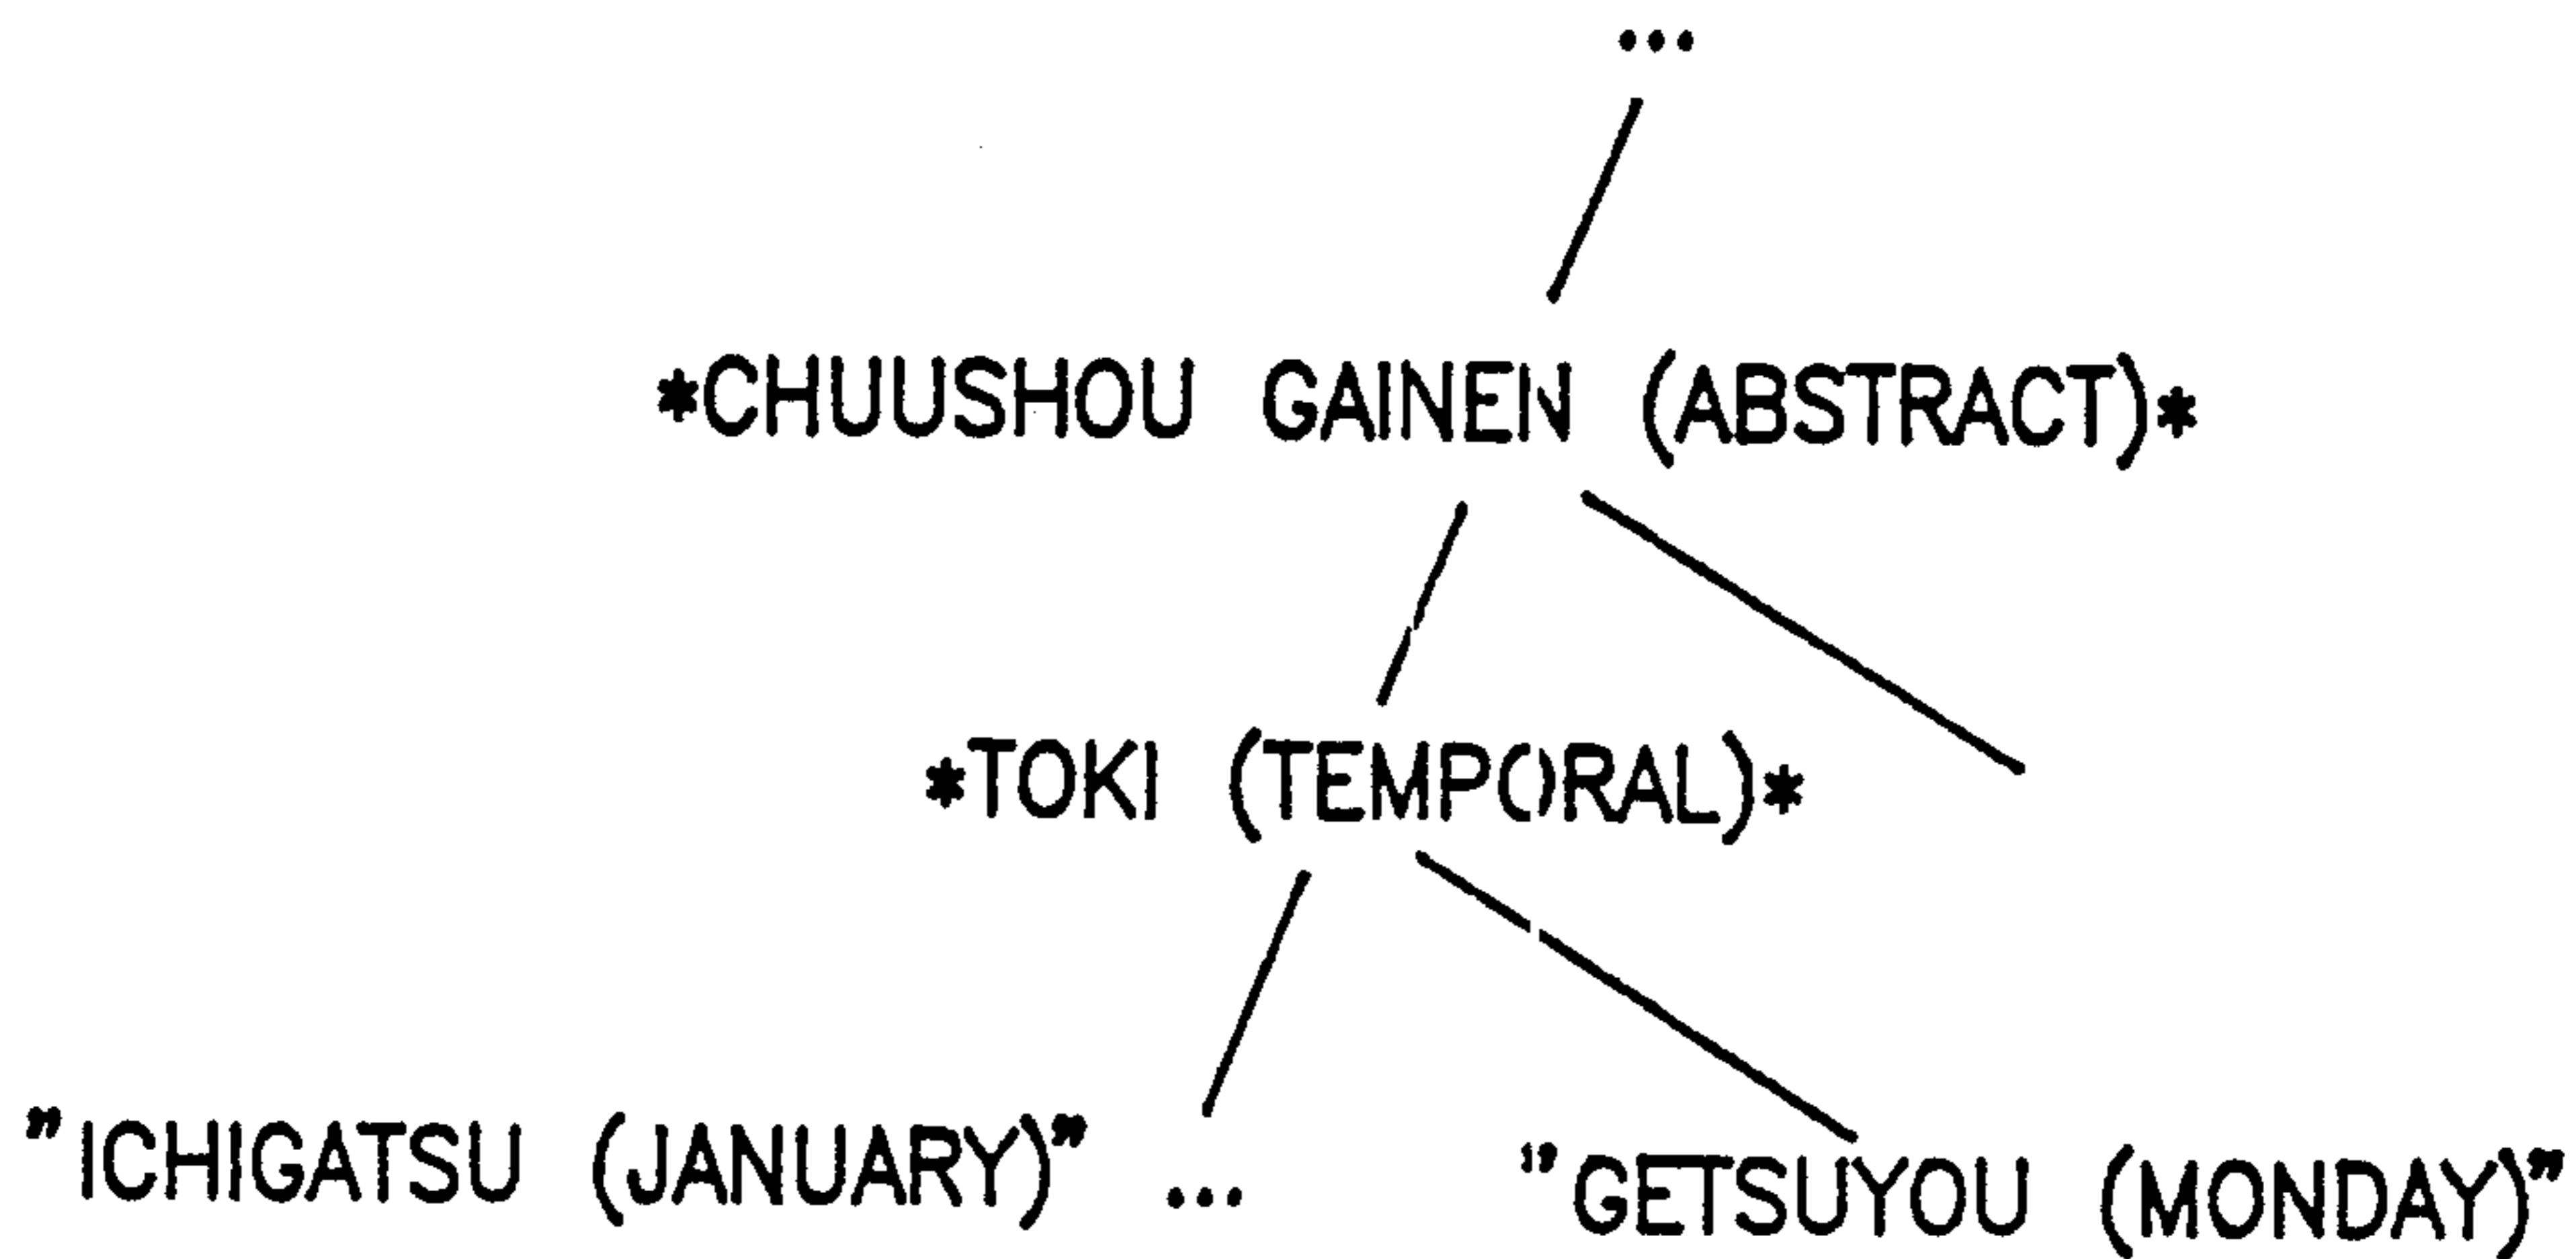 ...
*CHUUSHOU GAINEN (ABSTRACT)*
*TOKI (TEMPORAL)*
"ICHIGATSU (JANUARY)" ... "GETSUYOU (MONDAY)"